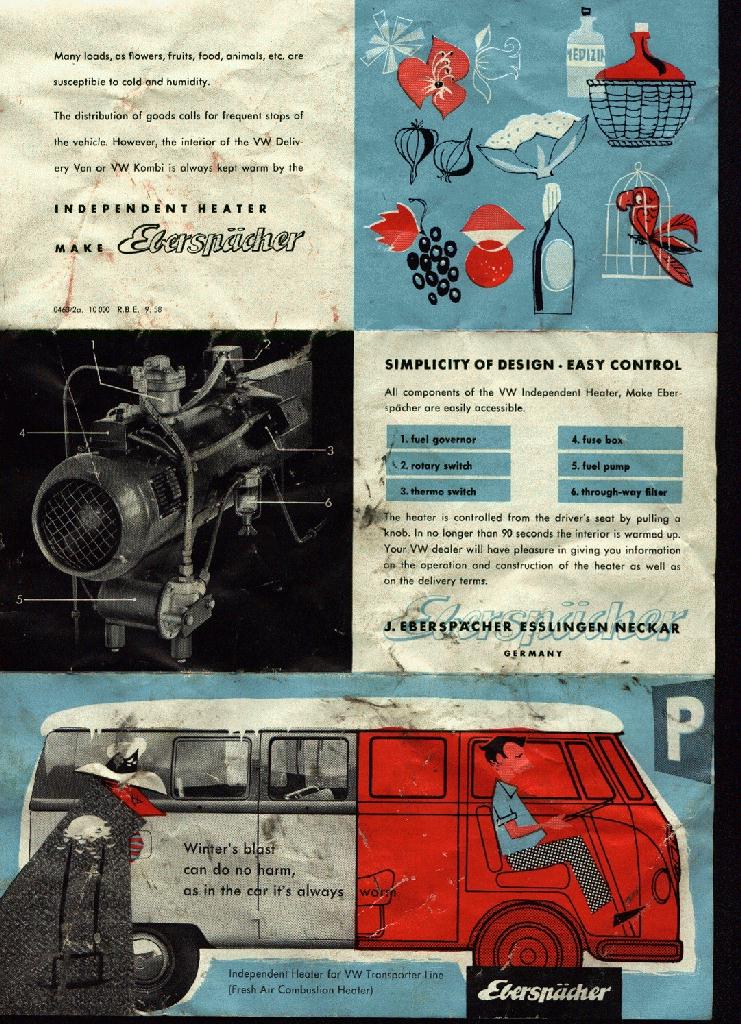 Many loads, as flowers, fruits, food, animals, etc. are
susceptible to cold and humidity.
The distribution of goods calls for frequent stops of
the vehicle. However, the interior of the VW Deliv-
ery Van or VW Kombi is always kept warm by the
INDEPENDENT HEATER
MAKE Eberspächer
0463/2a. 10 000 R.B.E. 9. 58
MEDIZIN
1
2
4
3
6
5
SIMPLICITY OF DESIGN - EASY CONTROL
All components of the VW Independent Heater, Make Eber-
spächer are easily accessible.
1. fuel governor
2. rotary switch
3. thermo switch
4. fuse box
5. fuel pump
6. through-way filter
The heater is controlled from the driver's seat by pulling a
knob. In no longer than 90 seconds the interior is warmed up.
Your VW dealer will have pleasure in giving you information
on the operation and construction of the heater as well as
on the delivery terms.
Eberspächer
J. EBERSPÄCHER ESSLINGEN NECKAR
GERMANY
P
Winter's blast
can do no harm,
as in the car it's always warm
Independent Heater for VW Transporter Line
(Fresh Air Combustion Heater)
Eberspächer